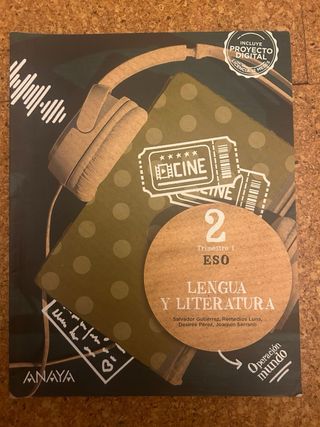 INCLUYE
PROYECTO
DIGITAL
CINE
2
Trimestre 1
ESO
LENGUA
Y LITERATURA
Salvador Gutiérrez, Remedios Luna,
Desirée Pérez, Joaquín Serrano
Operación
mundo
ANAYA